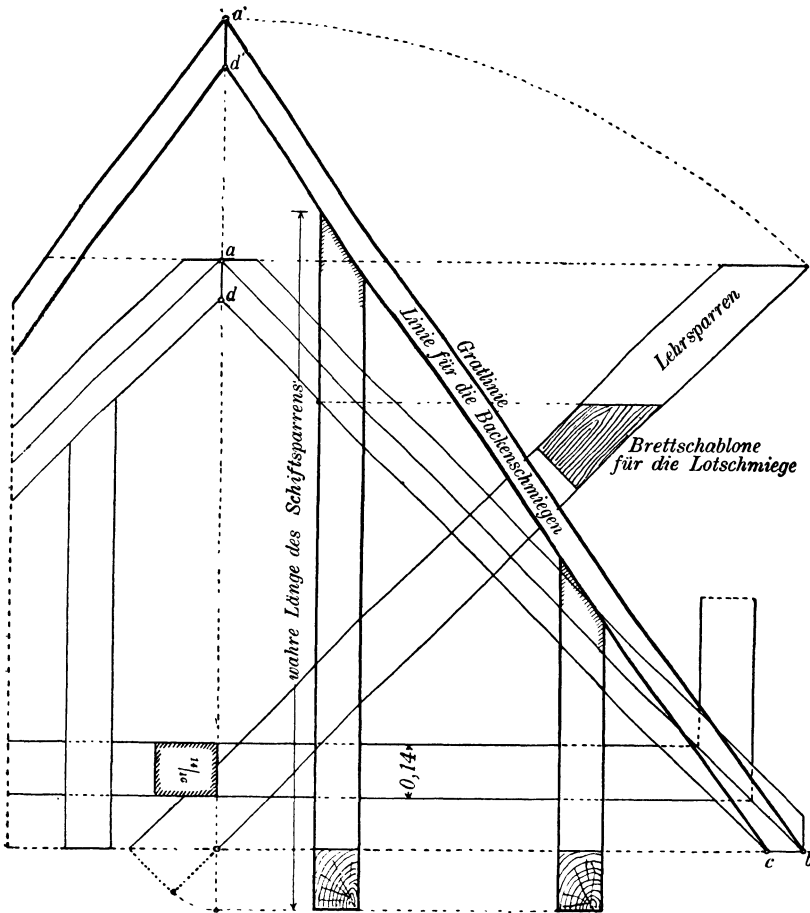 a'
d'
a
d
Lehrsparren
Gratlinie
Linie für die Backenschmiegen
Brettschablone
für die Lotschmiege
wahre Länge des Schiftsparrens
14/16
0,14
c
b